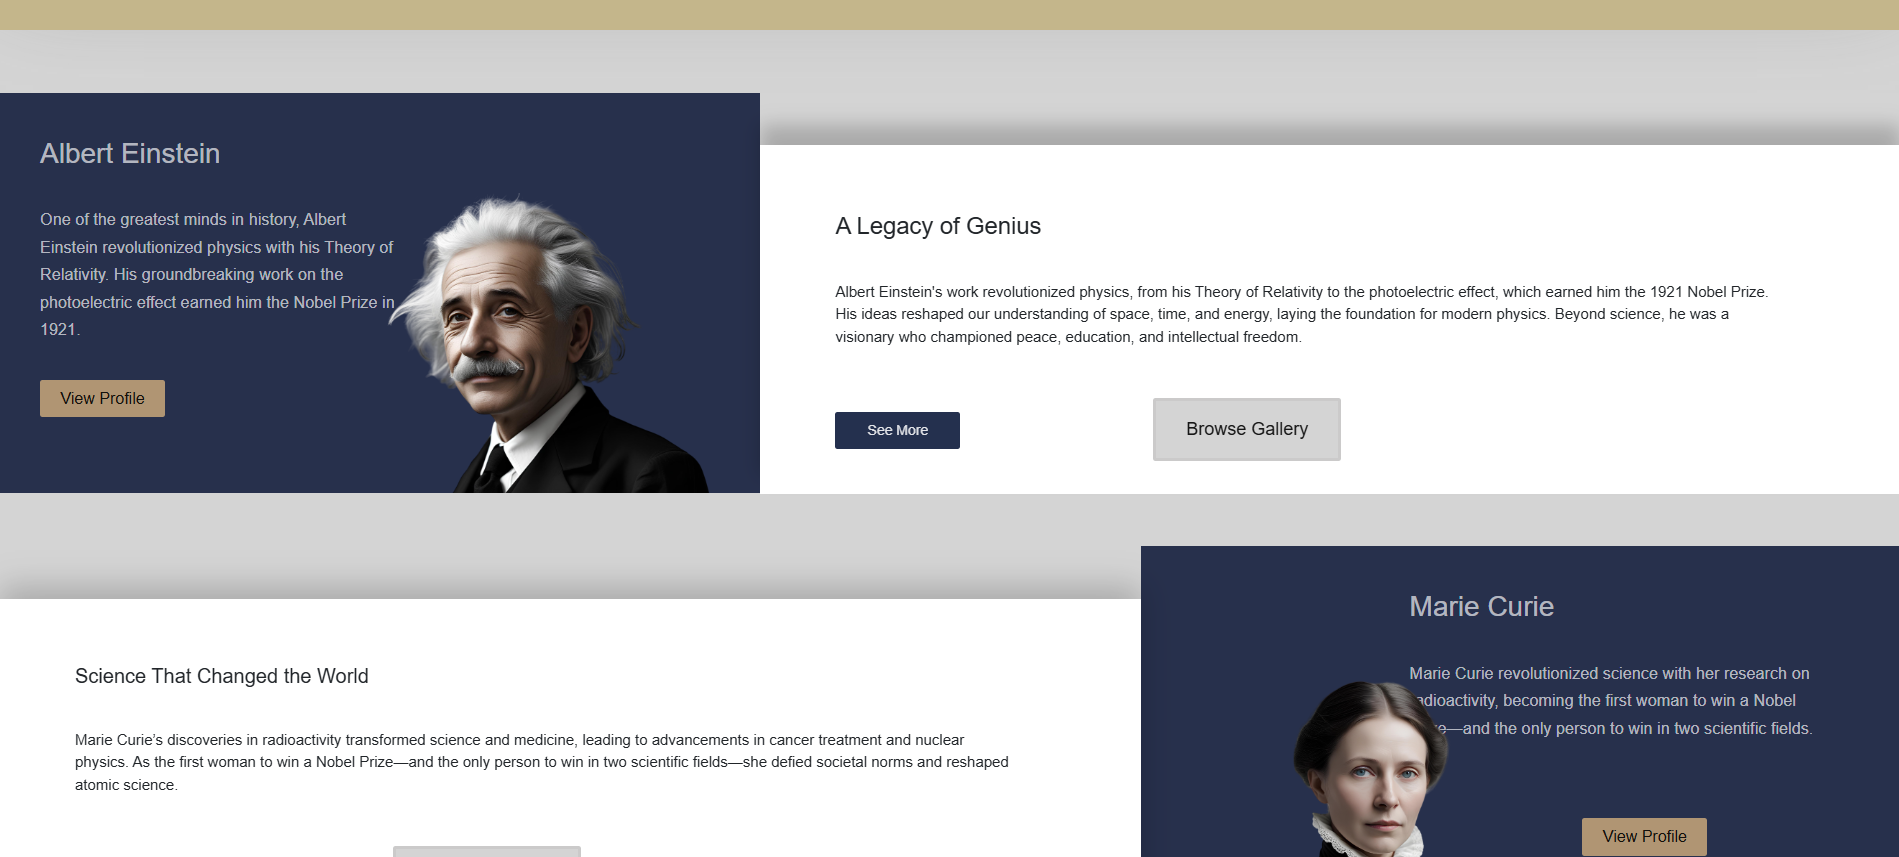 Albert Einstein
One of the greatest minds in history, Albert
Einstein revolutionized physics with his Theory of
Relativity. His groundbreaking work on the
photoelectric effect earned him the Nobel Prize in
1921.
View Profile
A Legacy of Genius
Albert Einstein's work revolutionized physics, from his Theory of Relativity to the photoelectric effect, which earned him the 1921 Nobel Prize.
His ideas reshaped our understanding of space, time, and energy, laying the foundation for modern physics. Beyond science, he was a
visionary who championed peace, education, and intellectual freedom.
See More
Browse Gallery
Science That Changed the World
Marie Curie’s discoveries in radioactivity transformed science and medicine, leading to advancements in cancer treatment and nuclear
physics. As the first woman to win a Nobel Prize—and the only person to win in two scientific fields—she defied societal norms and reshaped
atomic science.
Marie Curie
Marie Curie revolutionized science with her research on
adioactivity, becoming the first woman to win a Nobel
e—and the only person to win in two scientific fields.
View Profile